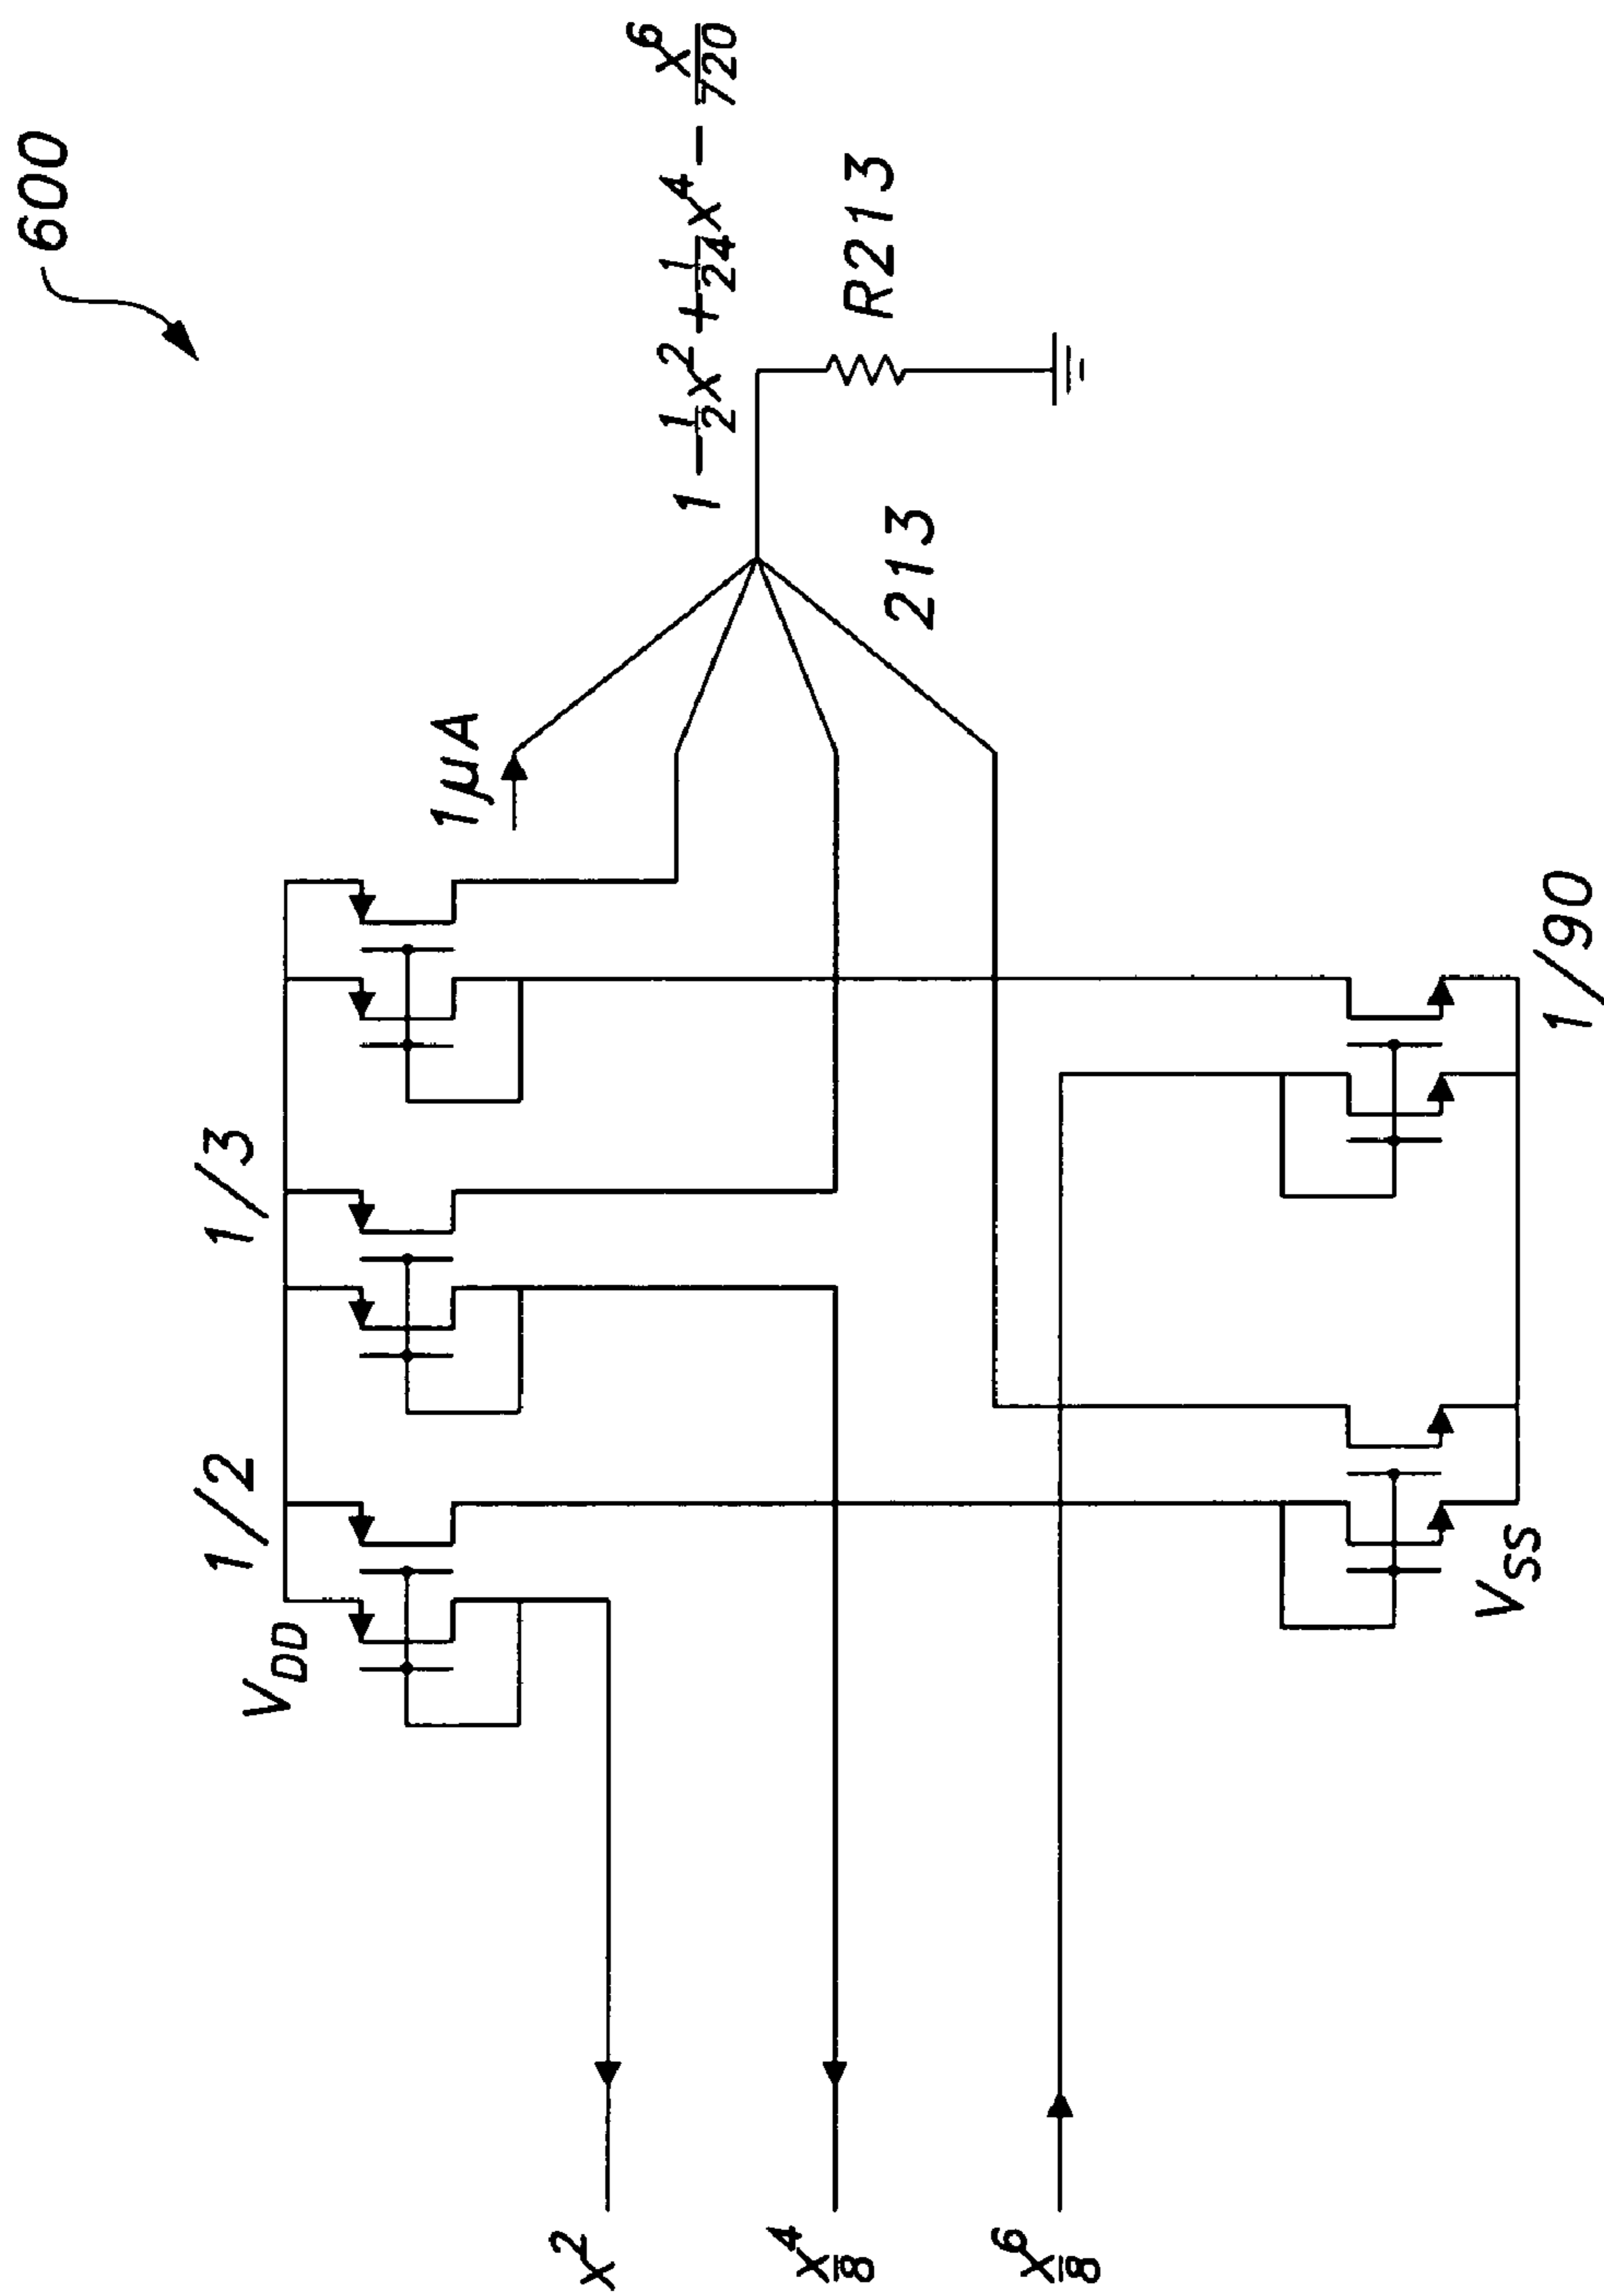 600
1 - 1/2 x² + 1/24 x⁴ - x⁶/720
R213
213
1μA
1/3
1/2
V_DD
1/90
V_SS
x²
x⁴/8
x⁶/8